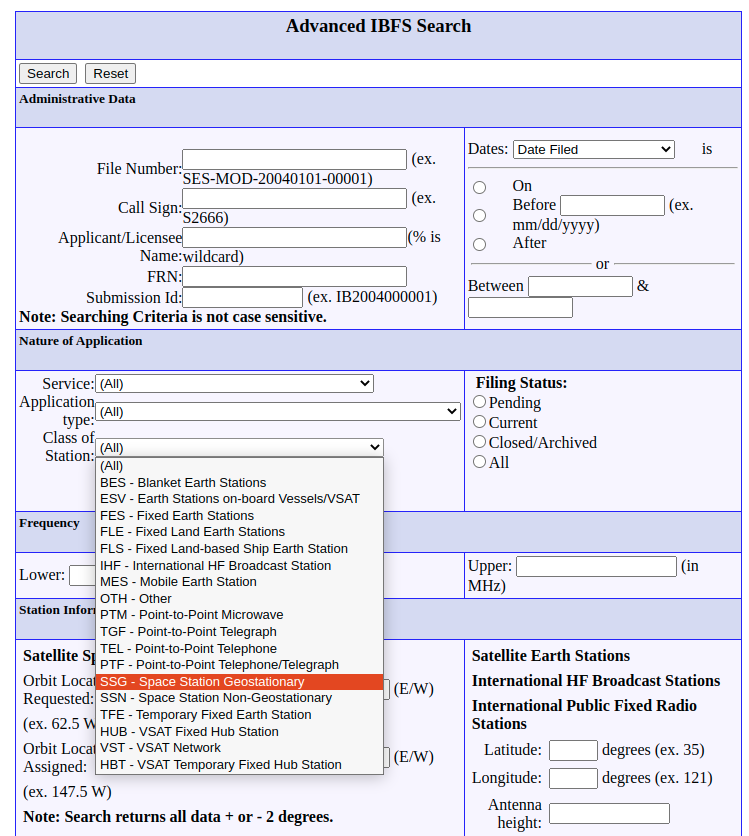 Advanced IBFS Search
Search Reset
Administrative Data
File Number: (ex.
SES-MOD-20040101-00001)
Call Sign: (ex.
S2666)
Applicant/Licensee (% is
Name: wildcard)
FRN:
Submission Id: (ex. IB2004000001)
Note: Searching Criteria is not case sensitive.
Dates: Date Filed is
On
Before (ex.
mm/dd/yyyy)
After
or
Between &
Nature of Application
Service: (All)
Application
type: (All)
Class of
Station: (All)
(All)
BES - Blanket Earth Stations
ESV - Earth Stations on-board Vessels/VSAT
FES - Fixed Earth Stations
FLE - Fixed Land Earth Stations
FLS - Fixed Land-based Ship Earth Station
IHF - International HF Broadcast Station
MES - Mobile Earth Station
OTH - Other
PTM - Point-to-Point Microwave
TGF - Point-to-Point Telegraph
TEL - Point-to-Point Telephone
PTF - Point-to-Point Telephone/Telegraph
SSG - Space Station Geostationary
SSN - Space Station Non-Geostationary
TFE - Temporary Fixed Earth Station
HUB - VSAT Fixed Hub Station
VST - VSAT Network
HBT - VSAT Temporary Fixed Hub Station
Filing Status:
Pending
Current
Closed/Archived
All
Frequency
Lower:
Upper: (in
MHz)
Station Infor
Satellite Sp
Orbit Locat
Requested: (E/W)
(ex. 62.5 W
Orbit Locat
Assigned: (E/W)
(ex. 147.5 W)
Note: Search returns all data + or - 2 degrees.
Satellite Earth Stations
International HF Broadcast Stations
International Public Fixed Radio
Stations
Latitude: degrees (ex. 35)
Longitude: degrees (ex. 121)
Antenna
height: